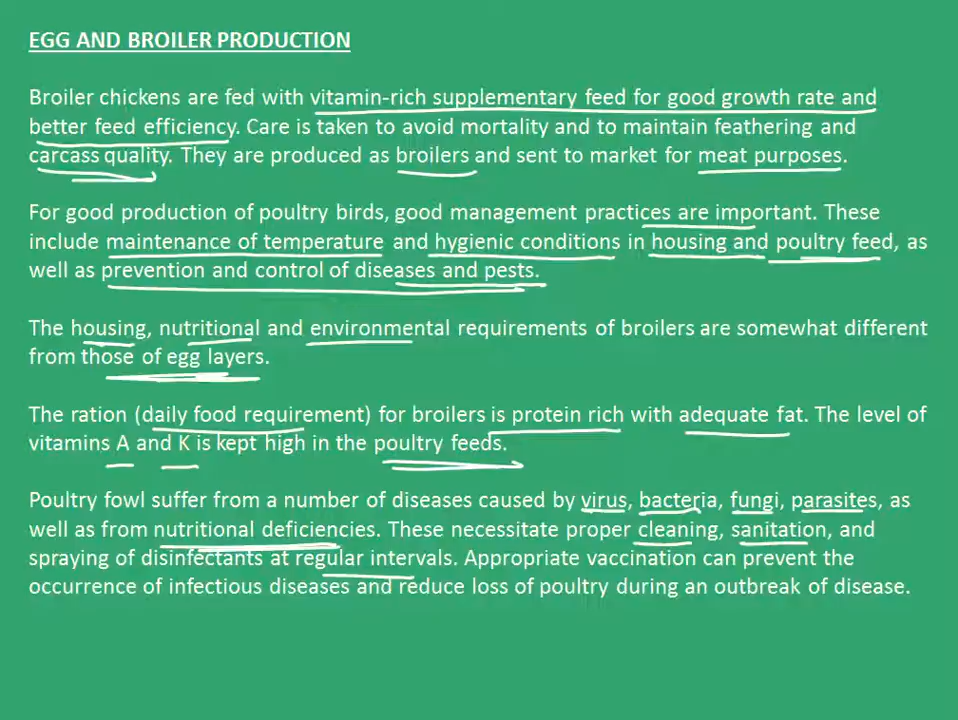 EGG AND BROILER PRODUCTION
Broiler chickens are fed with vitamin-rich supplementary feed for good growth rate and
better feed efficiency. Care is taken to avoid mortality and to maintain feathering and
carcass quality. They are produced as broilers and sent to market for meat purposes.
For good production of poultry birds, good management practices are important. These
include maintenance of temperature and hygienic conditions in housing and poultry feed, as
well as prevention and control of diseases and pests.
The housing, nutritional and environmental requirements of broilers are somewhat different
from those of egg layers.
The ration (daily food requirement) for broilers is protein rich with adequate fat. The level of
vitamins A and K is kept high in the poultry feeds.
Poultry fowl suffer from a number of diseases caused by virus, bacteria, fungi, parasites, as
well as from nutritional deficiencies. These necessitate proper cleaning, sanitation, and
spraying of disinfectants at regular intervals. Appropriate vaccination can prevent the
occurrence of infectious diseases and reduce loss of poultry during an outbreak of disease.